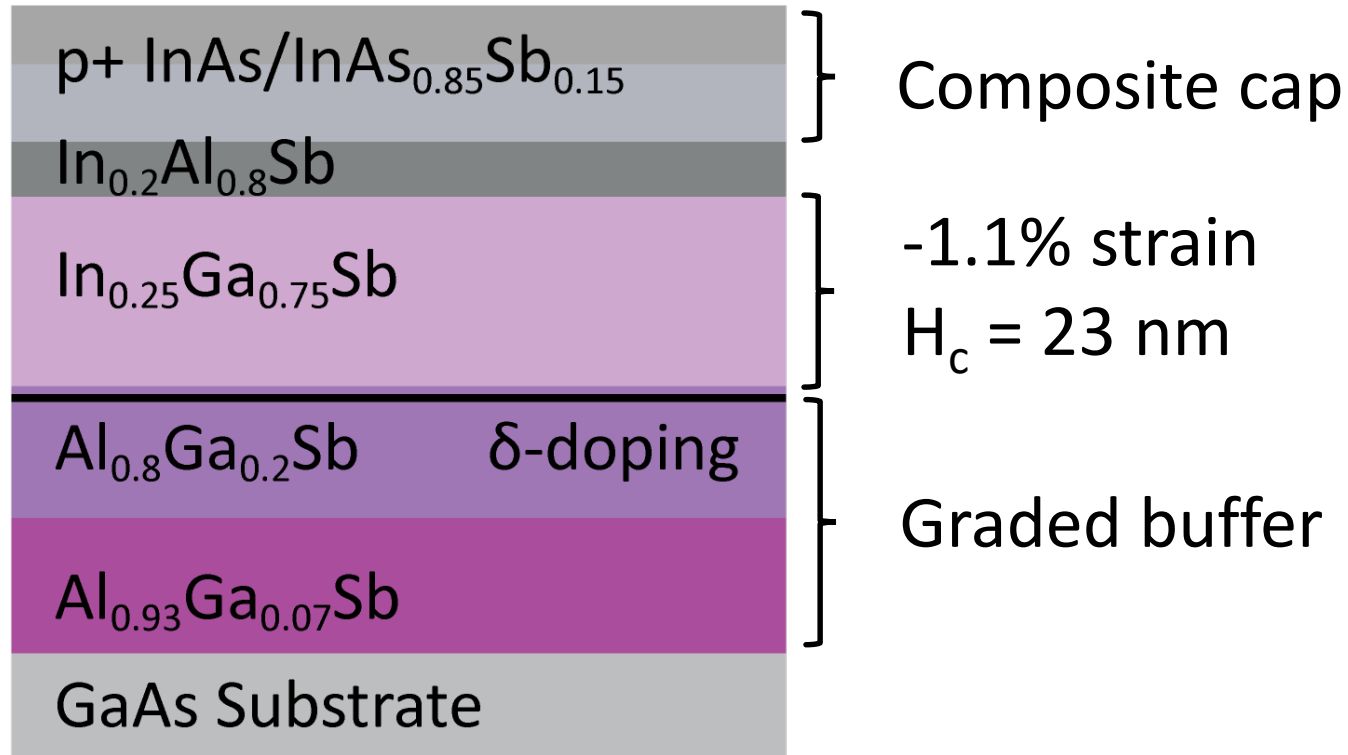 p+ InAs/InAs₀.₈₅Sb₀.₁₅
Composite cap
In₀.₂Al₀.₈Sb
In₀.₂₅Ga₀.₇₅Sb
-1.1% strain
H꜀ = 23 nm
Al₀.₈Ga₀.₂Sb δ-doping
Graded buffer
Al₀.₉₃Ga₀.₀₇Sb
GaAs Substrate